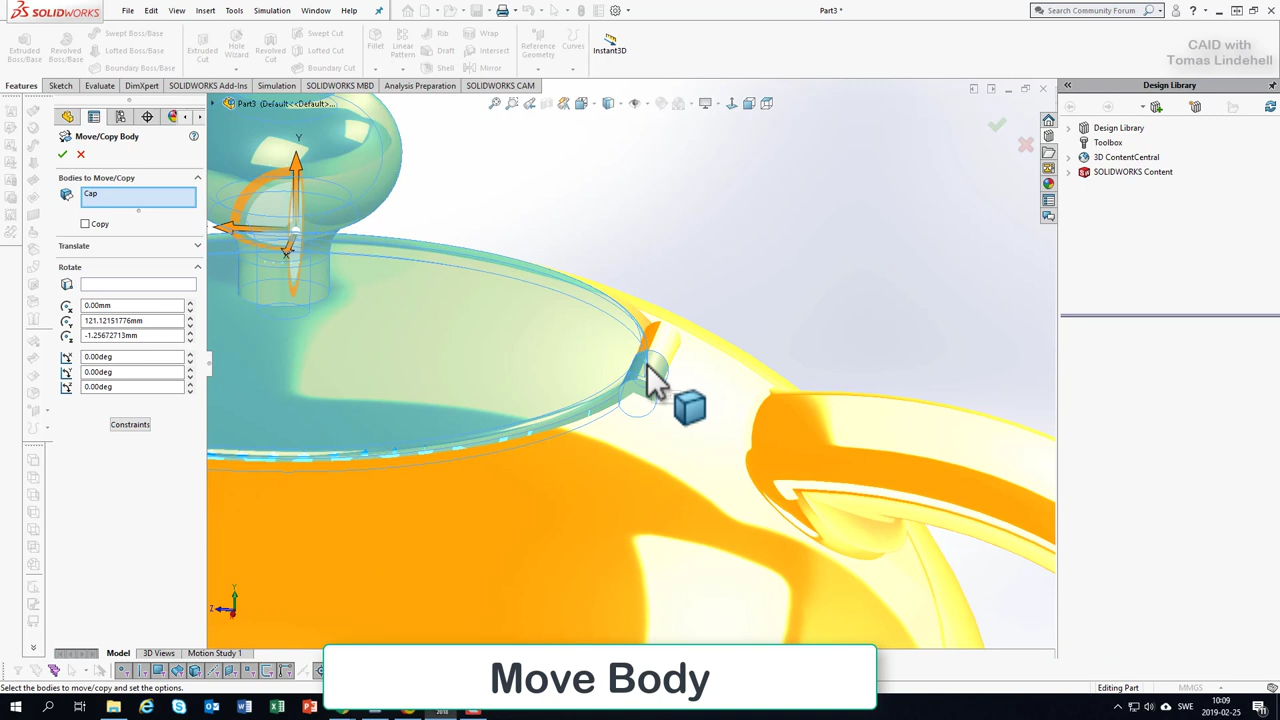 SOLIDWORKS File Edit View Insert Tools Simulation Window Help Part3 * Search Community Forum
Extruded Boss/Base
Revolved Boss/Base
Swept Boss/Base
Lofted Boss/Base
Boundary Boss/Base
Extruded Cut
Hole Wizard
Revolved Cut
Swept Cut
Lofted Cut
Boundary Cut
Fillet
Linear Pattern
Rib
Draft
Shell
Wrap
Intersect
Mirror
Reference Geometry
Curves
Instant3D
CAID with
Tomas Lindehell
Features Sketch Evaluate DimXpert SOLIDWORKS Add-Ins Simulation SOLIDWORKS MBD Analysis Preparation SOLIDWORKS CAM
Part3 (Default<<Default>...
Move/Copy Body
Bodies to Move/Copy
Cap
Copy
Translate
Rotate
0.00mm
121.12151776mm
-1.25672713mm
0.00deg
0.00deg
0.00deg
Constraints
Y
X
Y
Z
Design Library
Design Library
Toolbox
3D ContentCentral
SOLIDWORKS Content
Model 3D Views Motion Study 1
Move Body
Select the bodies to move/copy and set the options.
Editing Part MMGS
SWE
10:09
2019-02-25